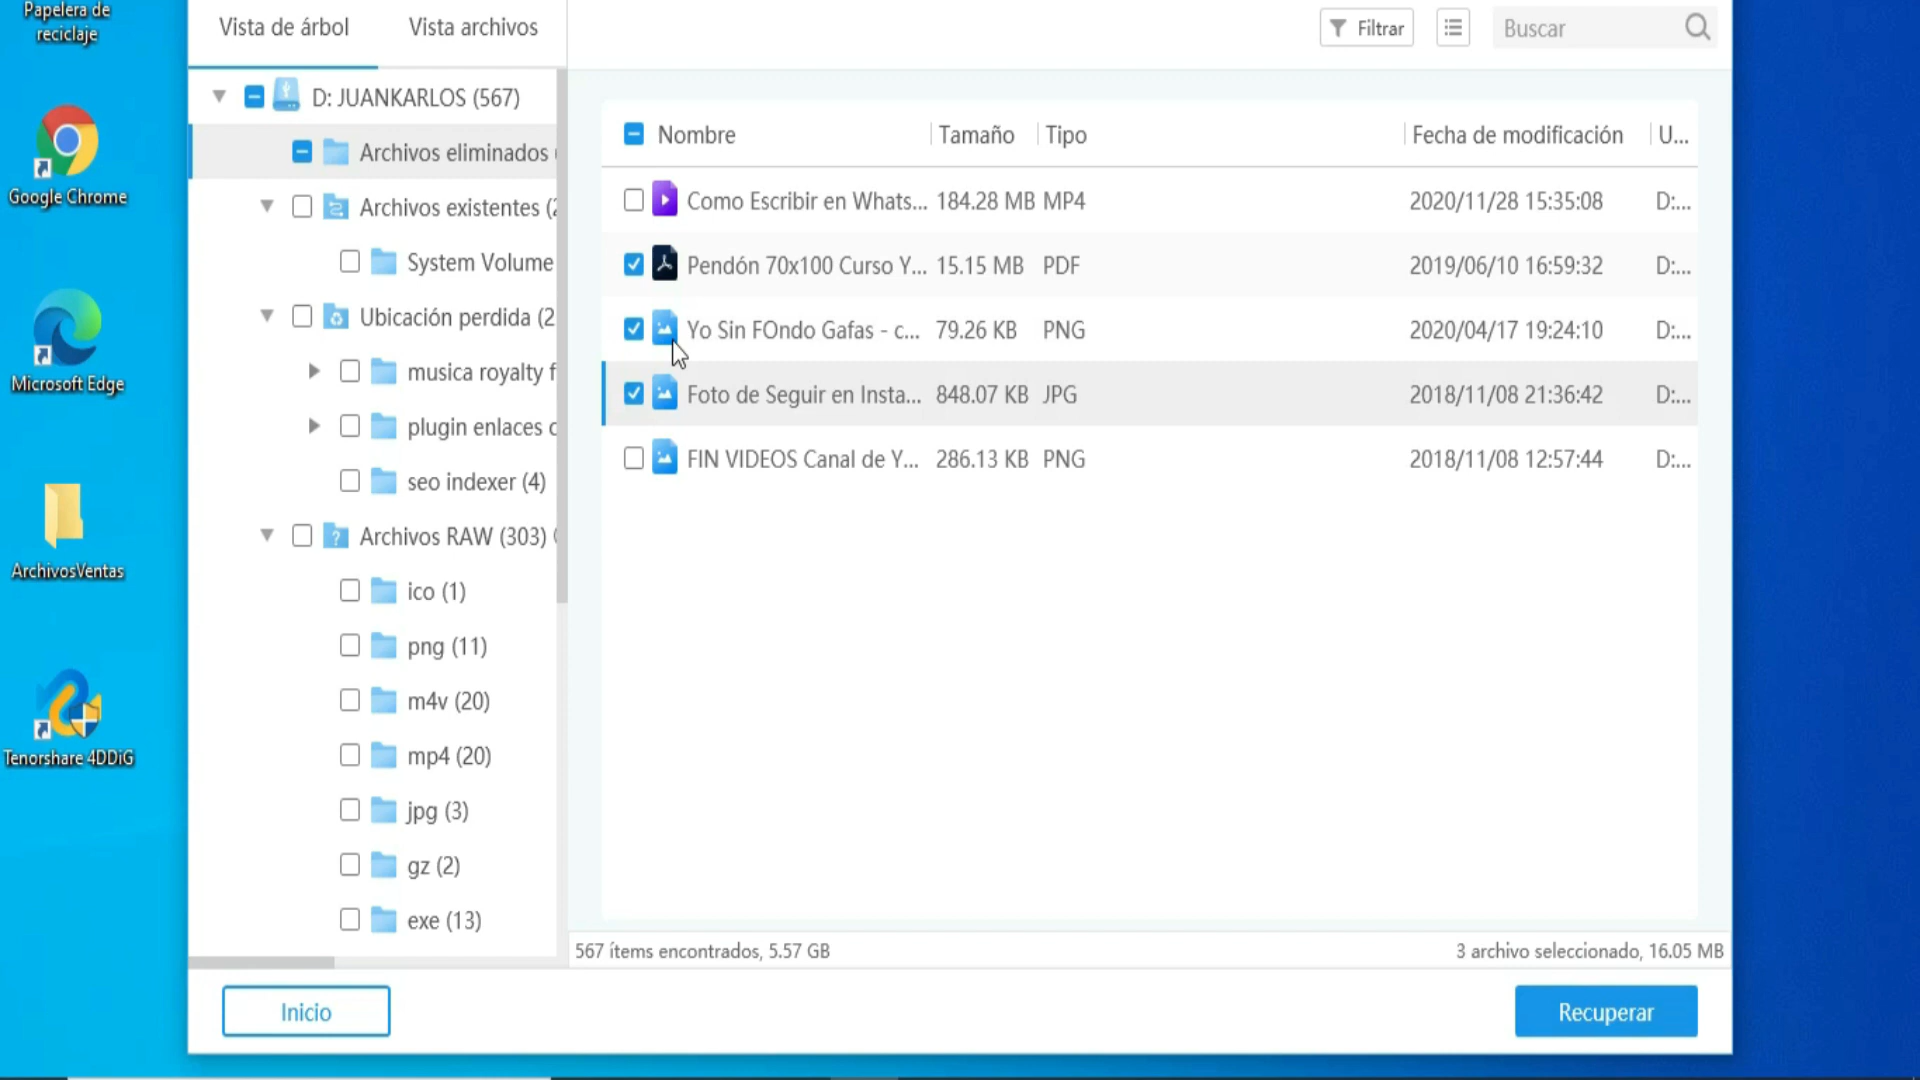 Papelera de
reciclaje
Google Chrome
Microsoft Edge
ArchivosVentas
Tenorshare 4DDiG
Vista de árbol
Vista archivos
Filtrar
Buscar
D: JUANKARLOS (567)
Archivos eliminados
Archivos existentes (2
System Volume
Ubicación perdida (2
musica royalty f
plugin enlaces
seo indexer (4)
Archivos RAW (303)
ico (1)
png (11)
m4v (20)
mp4 (20)
jpg (3)
gz (2)
exe (13)
Nombre Tamaño Tipo Fecha de modificación U...
Como Escribir en Whats... 184.28 MB MP4 2020/11/28 15:35:08 D:...
Pendón 70x100 Curso Y... 15.15 MB PDF 2019/06/10 16:59:32 D:...
Yo Sin FOndo Gafas - c... 79.26 KB PNG 2020/04/17 19:24:10 D:...
Foto de Seguir en Insta... 848.07 KB JPG 2018/11/08 21:36:42 D:...
FIN VIDEOS Canal de Y... 286.13 KB PNG 2018/11/08 12:57:44 D:...
567 ítems encontrados, 5.57 GB
3 archivo seleccionado, 16.05 MB
Inicio
Recuperar